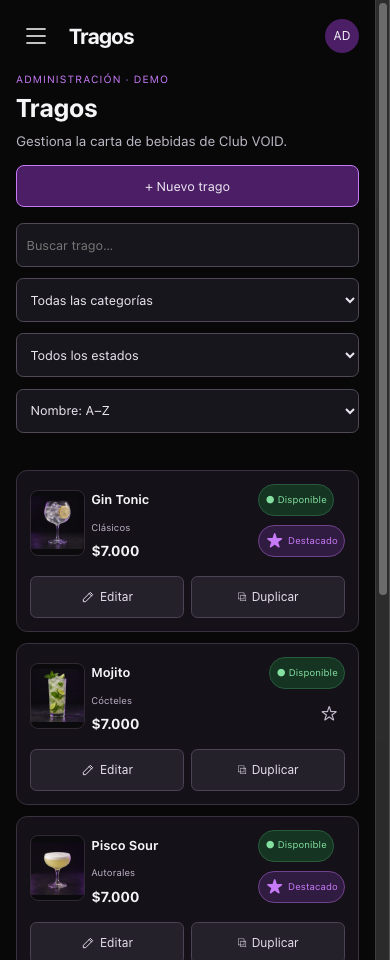 Tragos
AD
ADMINISTRACIÓN · DEMO
Tragos
Gestiona la carta de bebidas de Club VOID.
+ Nuevo trago
Buscar trago...
Todas las categorías
Todos los estados
Nombre: A–Z
Gin Tonic
Disponible
Clásicos
Destacado
$7.000
Editar
Duplicar
Mojito
Disponible
Cócteles
$7.000
Editar
Duplicar
Pisco Sour
Disponible
Autorales
Destacado
$7.000
Editar
Duplicar